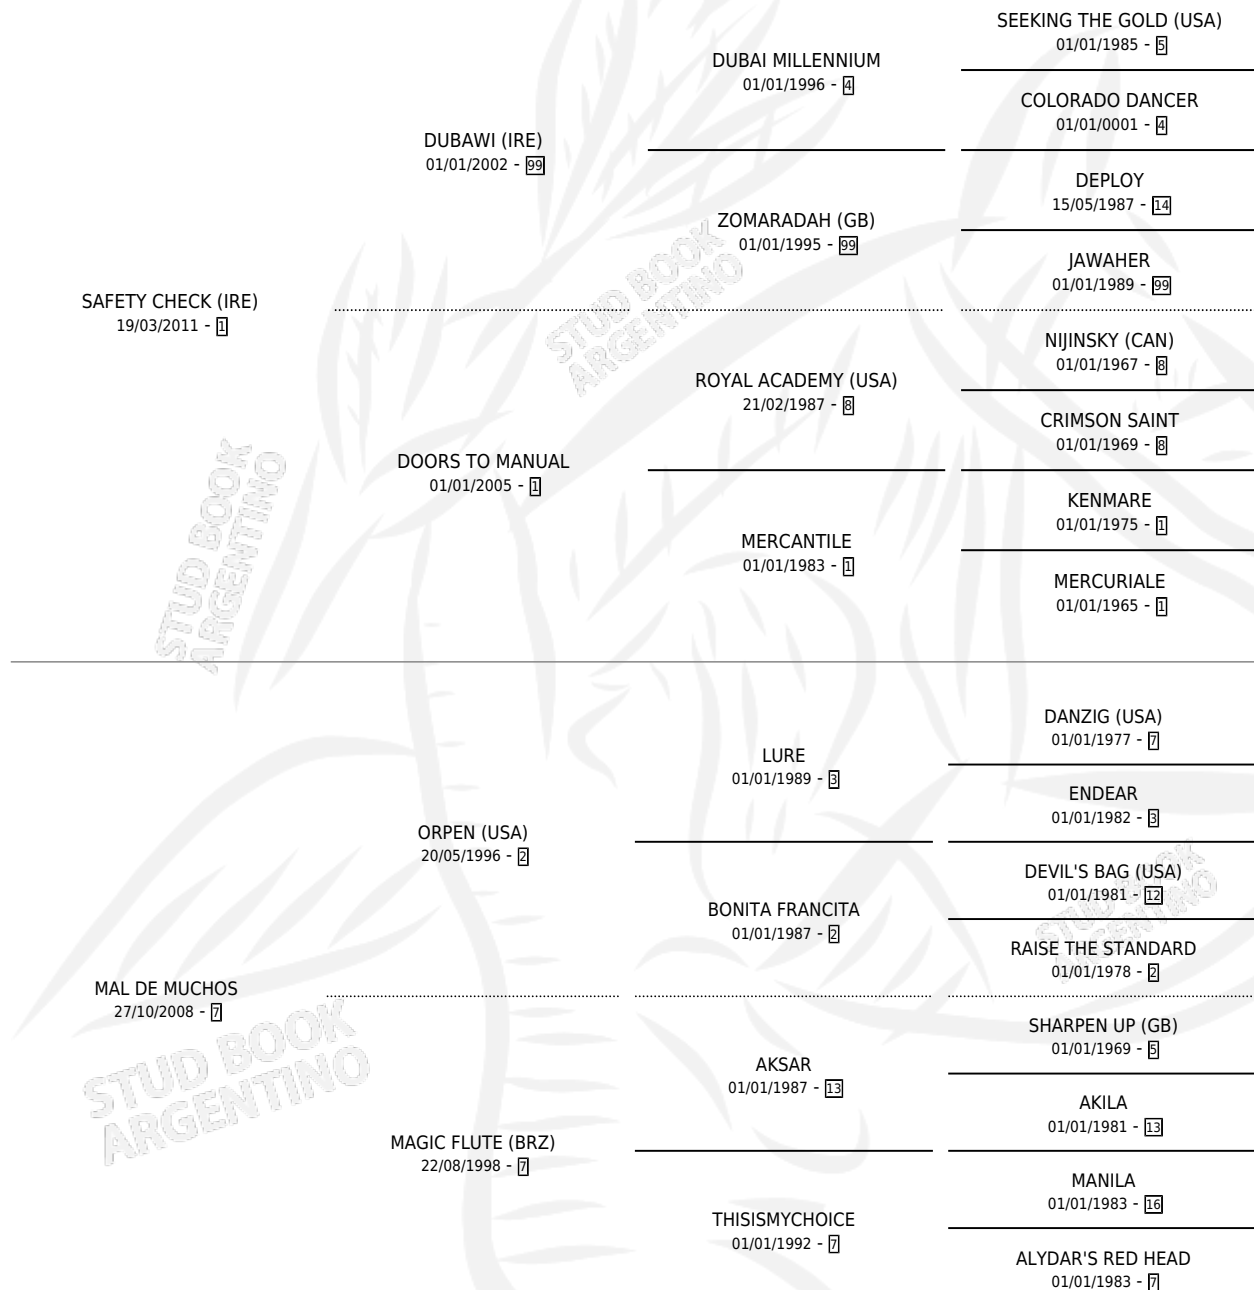 SEEKING THE GOLD (USA)
01/01/1985 - 5
DUBAI MILLENNIUM
01/01/1996 - 4
COLORADO DANCER
01/01/0001 - 4
DUBAWI (IRE)
01/01/2002 - 99
DEPLOY
15/05/1987 - 14
ZOMARADAH (GB)
01/01/1995 - 99
JAWAHER
01/01/1989 - 99
SAFETY CHECK (IRE)
19/03/2011 - 1
NIJINSKY (CAN)
01/01/1967 - 8
ROYAL ACADEMY (USA)
21/02/1987 - 8
CRIMSON SAINT
01/01/1969 - 8
DOORS TO MANUAL
01/01/2005 - 1
KENMARE
01/01/1975 - 1
MERCANTILE
01/01/1983 - 1
MERCURIALE
01/01/1965 - 1
STUD BOOK
ARGENTINO
STUD BOOK
ARGENTINO
DANZIG (USA)
01/01/1977 - 7
LURE
01/01/1989 - 3
ENDEAR
01/01/1982 - 3
ORPEN (USA)
20/05/1996 - 2
DEVIL'S BAG (USA)
01/01/1981 - 12
BONITA FRANCITA
01/01/1987 - 2
RAISE THE STANDARD
01/01/1978 - 2
STUD BOOK
ARGENTINO
MAL DE MUCHOS
27/10/2008 - 7
SHARPEN UP (GB)
01/01/1969 - 5
AKSAR
01/01/1987 - 13
AKILA
01/01/1981 - 13
MAGIC FLUTE (BRZ)
22/08/1998 - 7
MANILA
01/01/1983 - 16
THISISMYCHOICE
01/01/1992 - 7
ALYDAR'S RED HEAD
01/01/1983 - 7
STUD BOOK
ARGENTINO